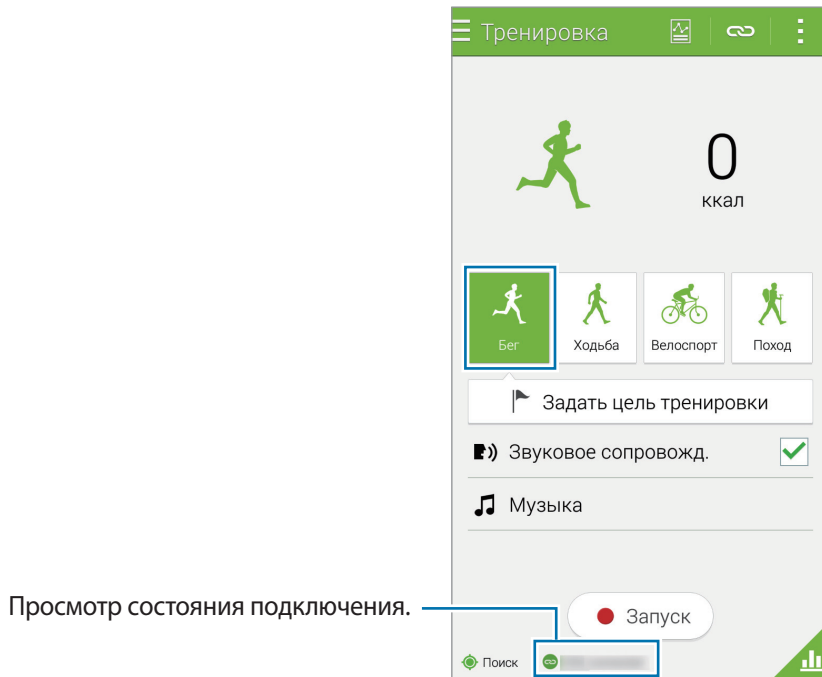 Тренировка
0
ккал
Бег
Ходьба
Велоспорт
Поход
Задать цель тренировки
Звуковое сопровожд.
Музыка
Просмотр состояния подключения.
Запуск
Поиск